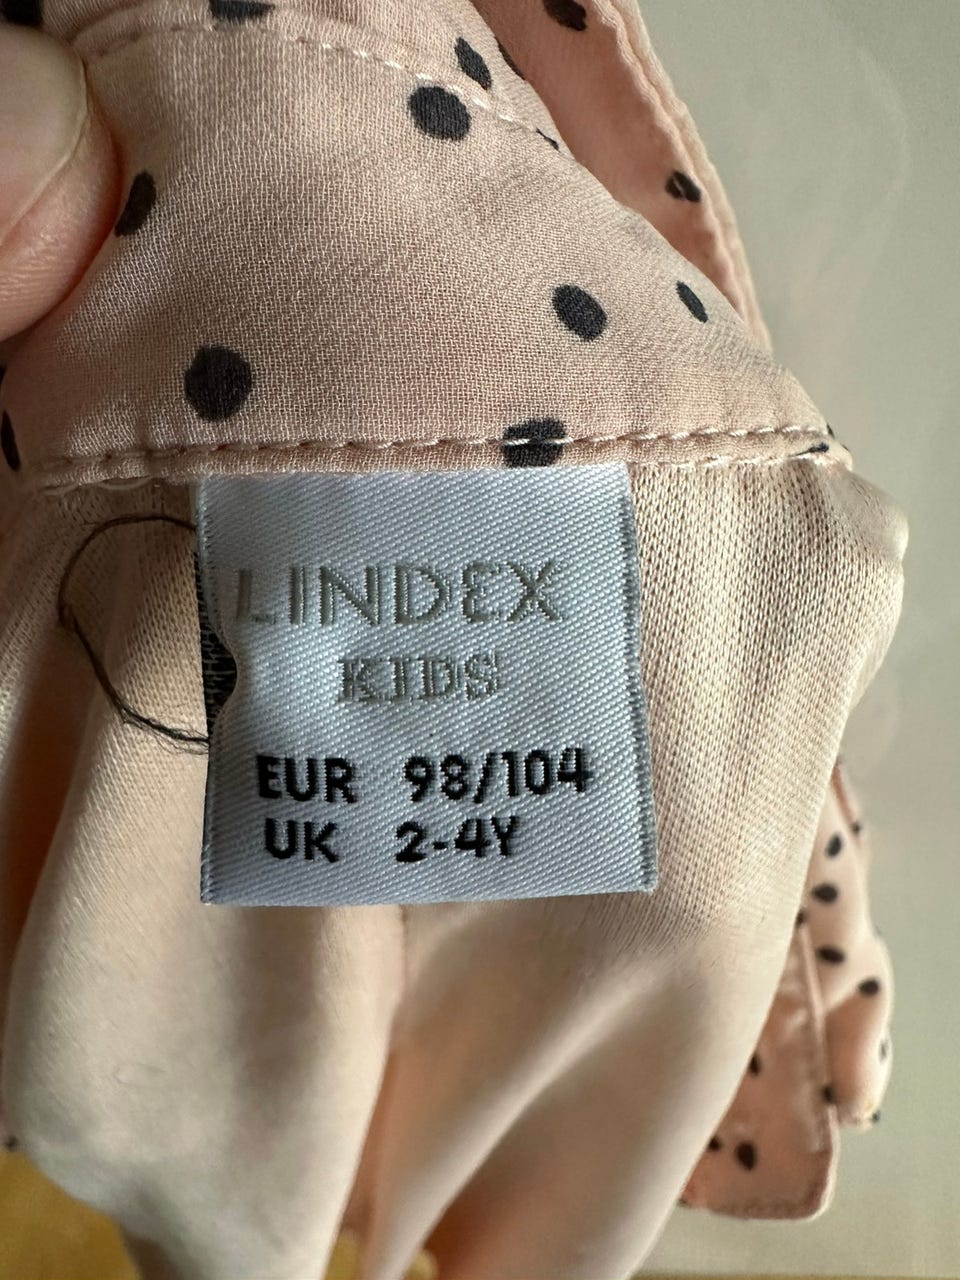 LINDEX
KIDS
EUR 98/104
UK 2-4Y